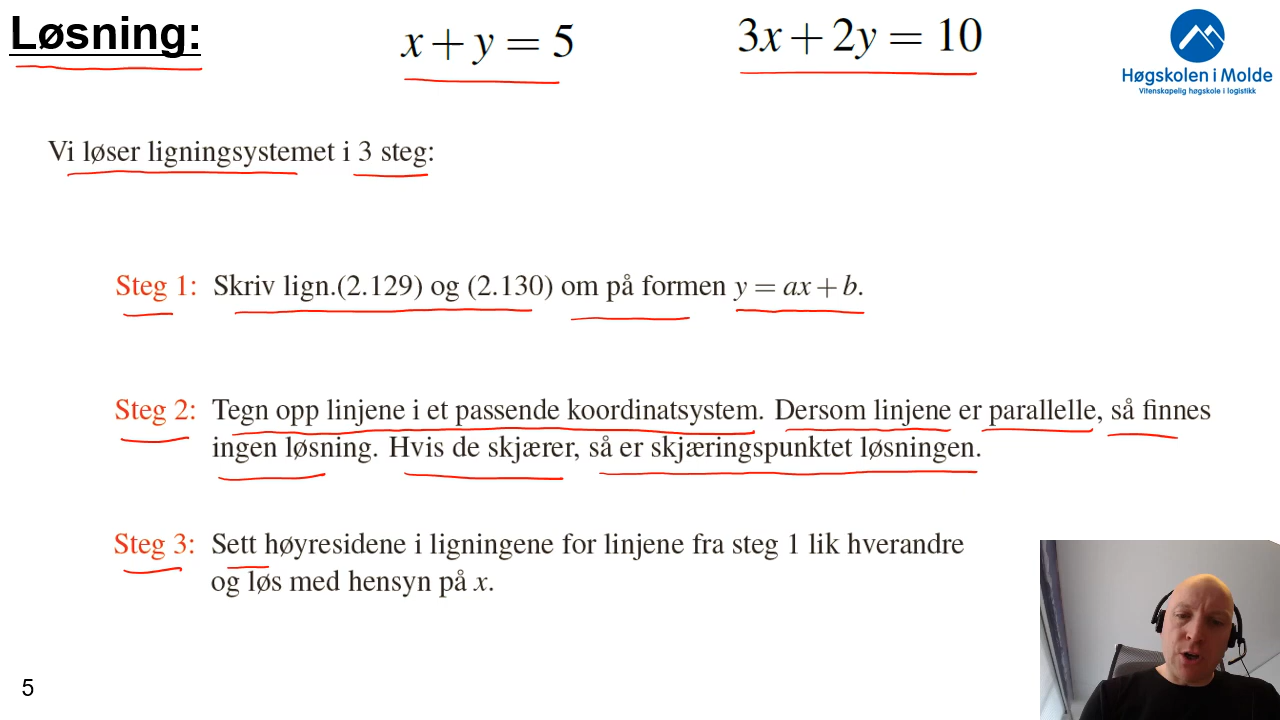 Løsning:
x + y = 5
3x + 2y = 10
Høgskolen i Molde
Vitenskapelig høgskole i logistikk
Vi løser ligningsystemet i 3 steg:
Steg 1: Skriv lign.(2.129) og (2.130) om på formen y = ax + b.
Steg 2: Tegn opp linjene i et passende koordinatsystem. Dersom linjene er parallelle, så finnes
ingen løsning. Hvis de skjærer, så er skjæringspunktet løsningen.
Steg 3: Sett høyresidene i ligningene for linjene fra steg 1 lik hverandre
og løs med hensyn på x.
5